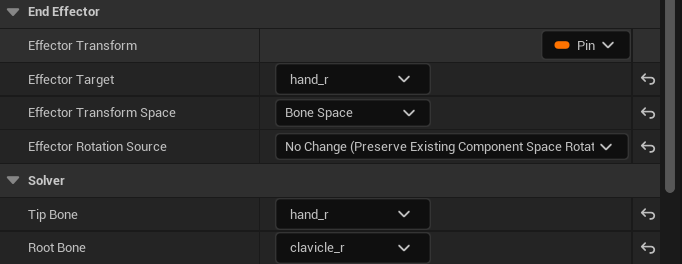 End Effector
Effector Transform Pin
Effector Target hand_r
Effector Transform Space Bone Space
Effector Rotation Source No Change (Preserve Existing Component Space Rotat
Solver
Tip Bone hand_r
Root Bone clavicle_r